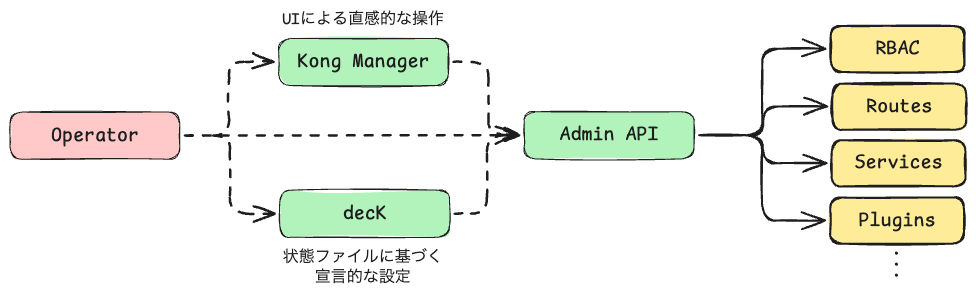 UIによる直感的な操作
Kong Manager
Operator
Admin API
decK
状態ファイルに基づく
宣言的な設定
RBAC
Routes
Services
Plugins